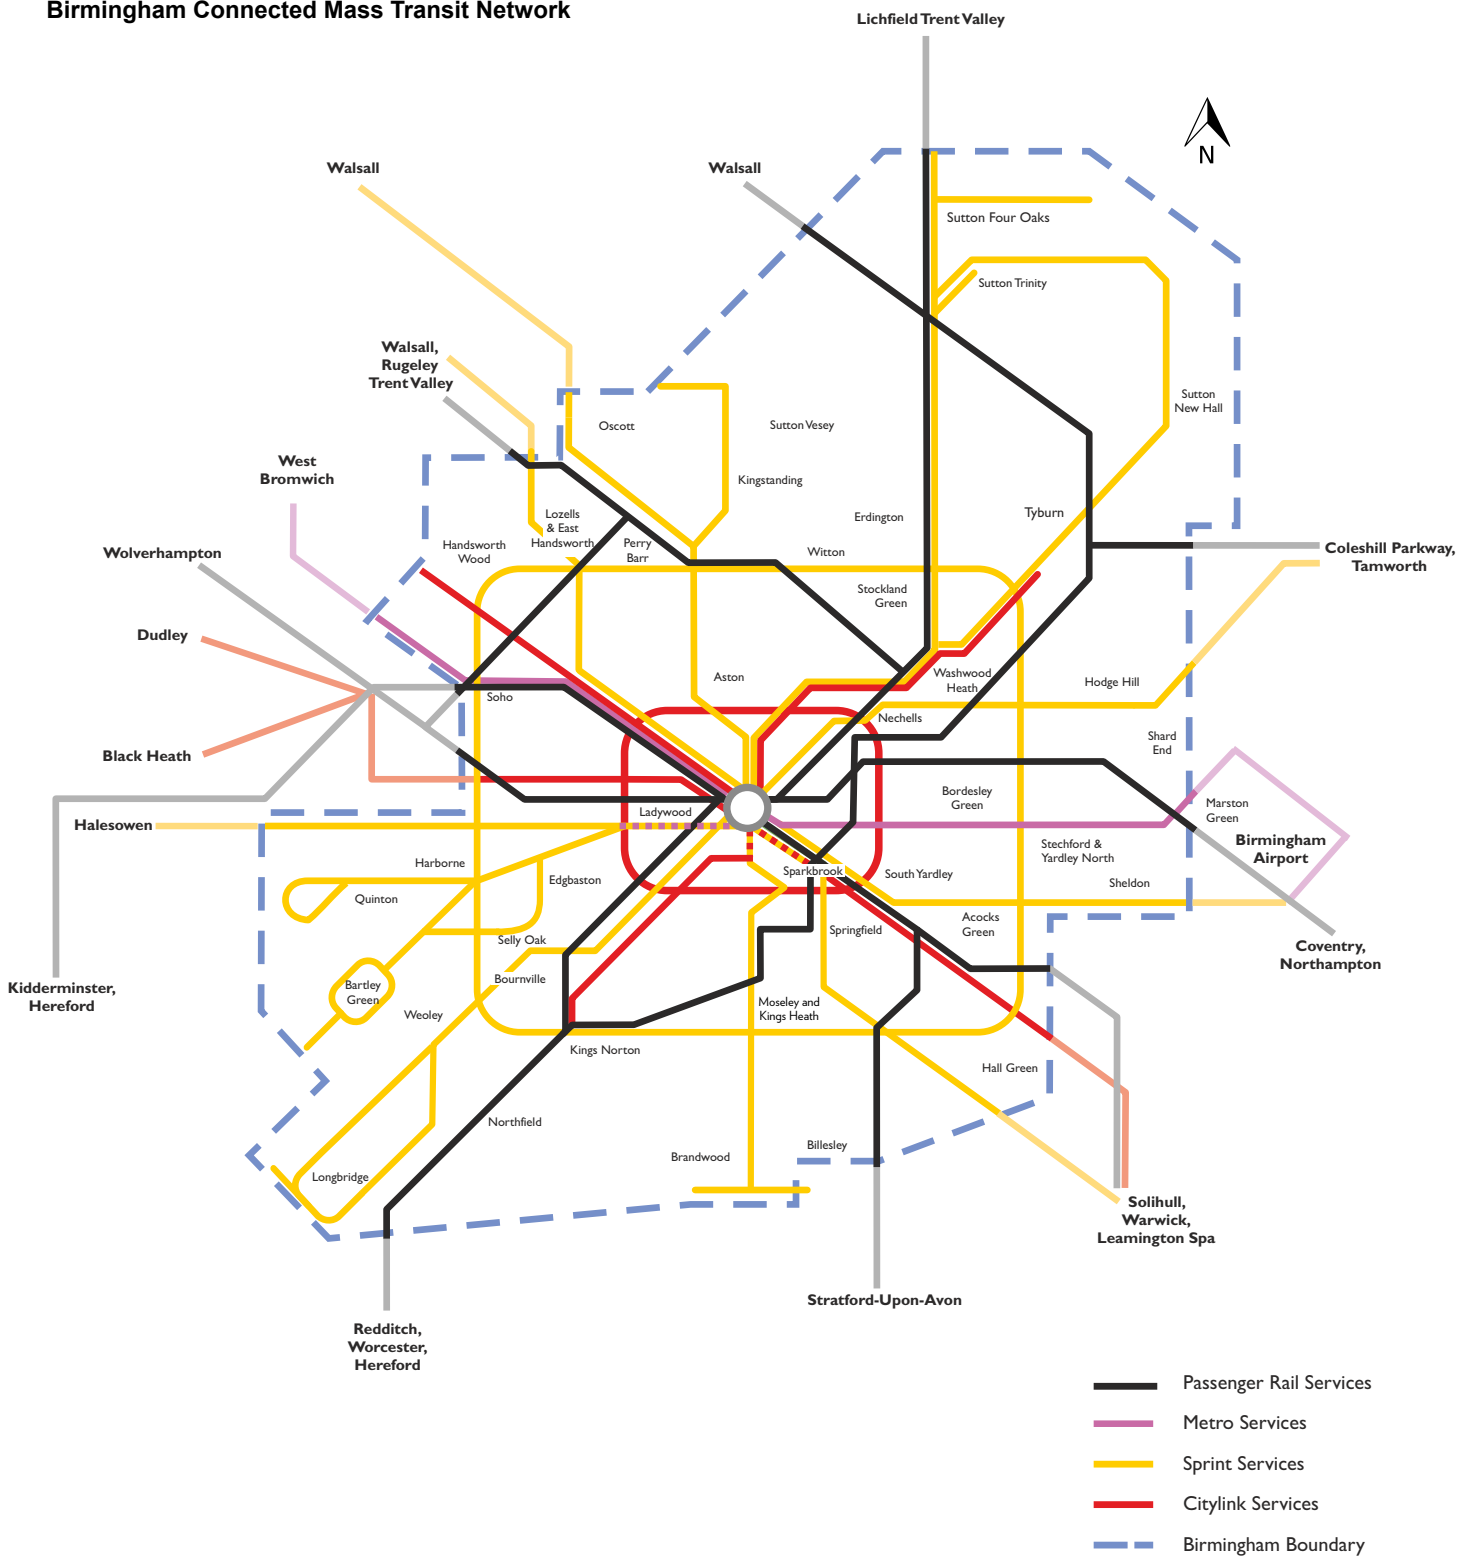 Birmingham Connected Mass Transit Network
Lichfield Trent Valley
N
Walsall
Walsall
Sutton Four Oaks
Sutton Trinity
Walsall,
Rugeley
Trent Valley
Sutton
New Hall
Oscott
Sutton Vesey
West
Bromwich
Kingstanding
Lozells
& East
Handsworth
Erdington
Tyburn
Handsworth
Wood
Perry
Barr
Witton
Wolverhampton
Coleshill Parkway,
Tamworth
Stockland
Green
Dudley
Aston
Washwood
Heath
Hodge Hill
Soho
Nechells
Black Heath
Shard
End
Bordesley
Green
Marston
Green
Ladywood
Halesowen
Birmingham
Airport
Stechford &
Yardley North
Harborne
Sparkbrook
South Yardley
Edgbaston
Sheldon
Quinton
Acocks
Green
Springfield
Selly Oak
Coventry,
Northampton
Bournville
Bartley
Green
Kidderminster,
Hereford
Weoley
Moseley and
Kings Heath
Kings Norton
Hall Green
Northfield
Billesley
Brandwood
Longbridge
Solihull,
Warwick,
Leamington Spa
Stratford-Upon-Avon
Redditch,
Worcester,
Hereford
Passenger Rail Services
Metro Services
Sprint Services
Citylink Services
Birmingham Boundary